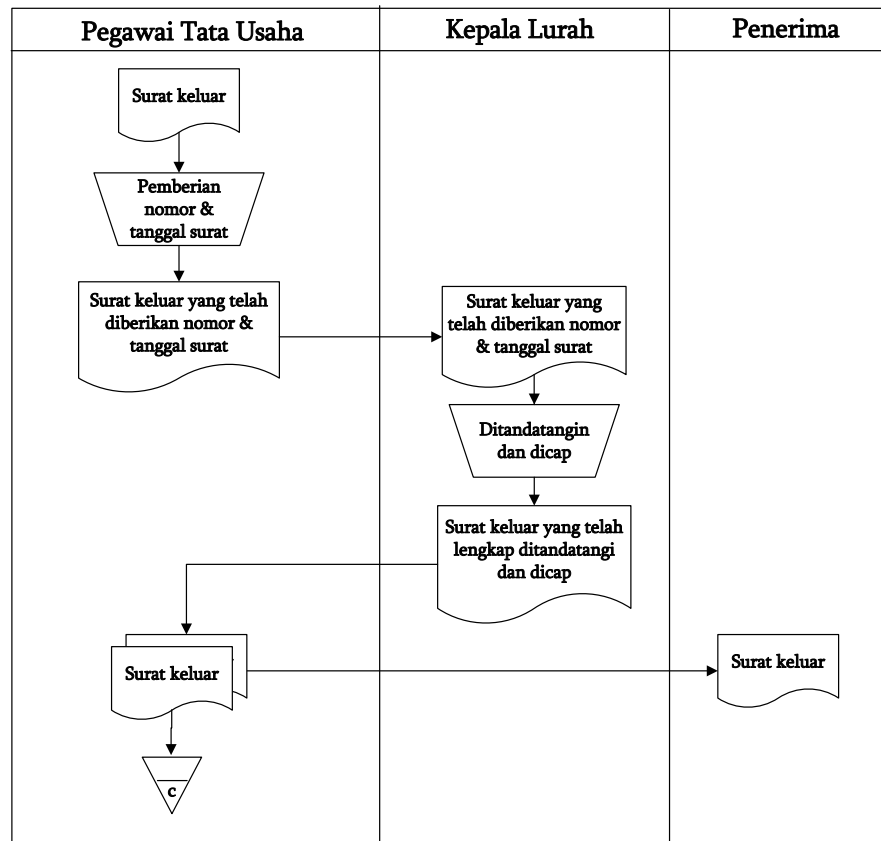 Pegawai Tata Usaha
Kepala Lurah
Penerima
Surat keluar
Pemberian
nomor &
tanggal surat
Surat keluar yang telah
diberikan nomor &
tanggal surat
Surat keluar yang
telah diberikan nomor
& tanggal surat
Ditandatangin
dan dicap
Surat keluar yang telah
lengkap ditandatangi
dan dicap
Surat keluar
Surat keluar
c